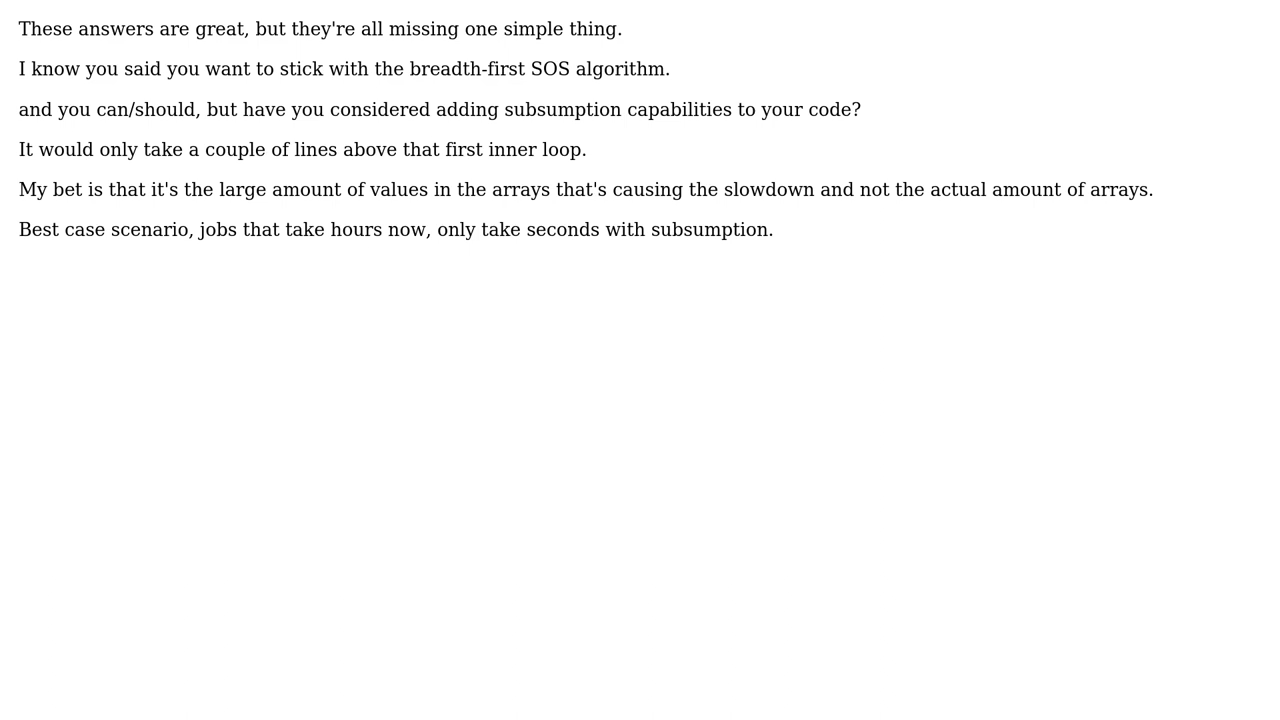 These answers are great, but they're all missing one simple thing.
I know you said you want to stick with the breadth-first SOS algorithm.
and you can/should, but have you considered adding subsumption capabilities to your code?
It would only take a couple of lines above that first inner loop.
My bet is that it's the large amount of values in the arrays that's causing the slowdown and not the actual amount of arrays.
Best case scenario, jobs that take hours now, only take seconds with subsumption.